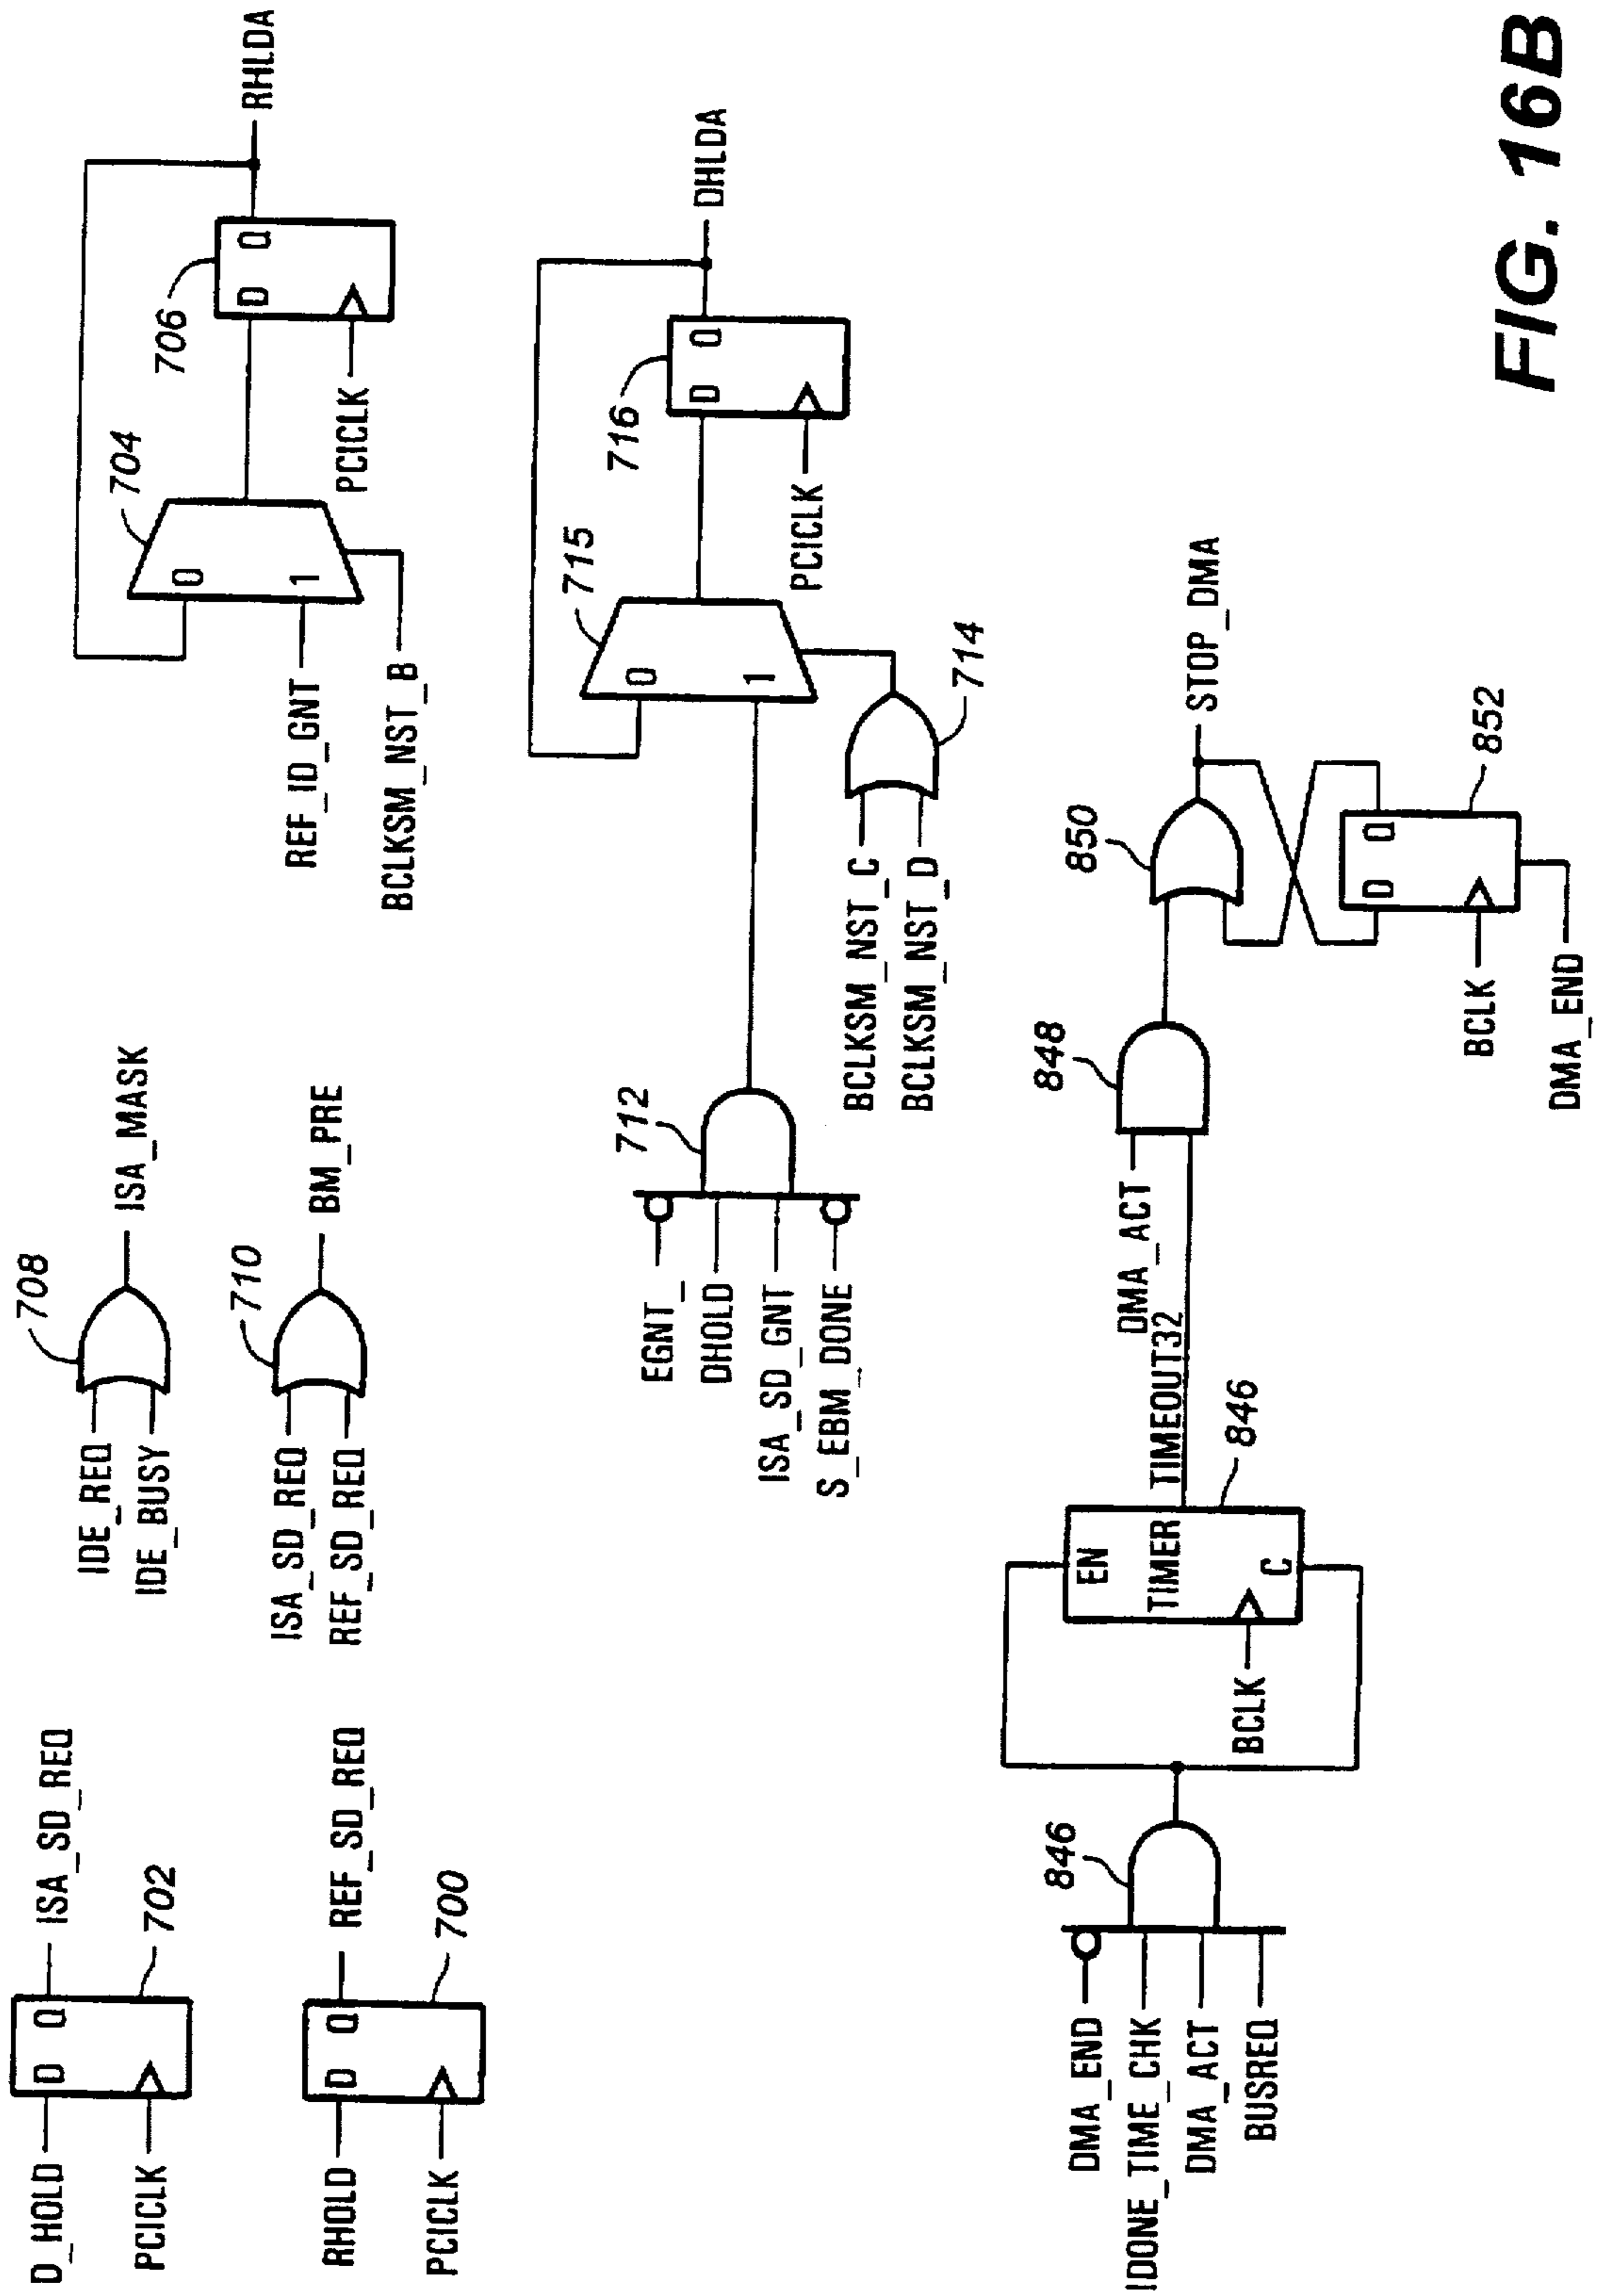 D_HOLD
D Q
ISA_SD_REQ
PCICLK
702
RHOLD
D Q
REF_SD_REQ
PCICLK
700
708
IDE_REQ
IDE_BUSY
ISA_MASK
710
ISA_SD_REQ
REF_SD_REQ
BM_PRE
704
0
1
REF_ID_GNT
BCLKSM_NST_B
706
D Q
PCICLK
RHLDA
712
EGNT_
DHOLD
ISA_SD_GNT
S_EBM_DONE
715
0
1
BCLKSM_NST_C
BCLKSM_NST_D
714
716
D Q
PCICLK
DHLDA
846
DMA_END
IDONE_TIME_CHK
DMA_ACT
BUSREQ
EN
TIMER
C
BCLK
846
TIMEOUT32
DMA_ACT
848
850
STOP_DMA
D Q
852
BCLK
DMA_END
FIG. 16B